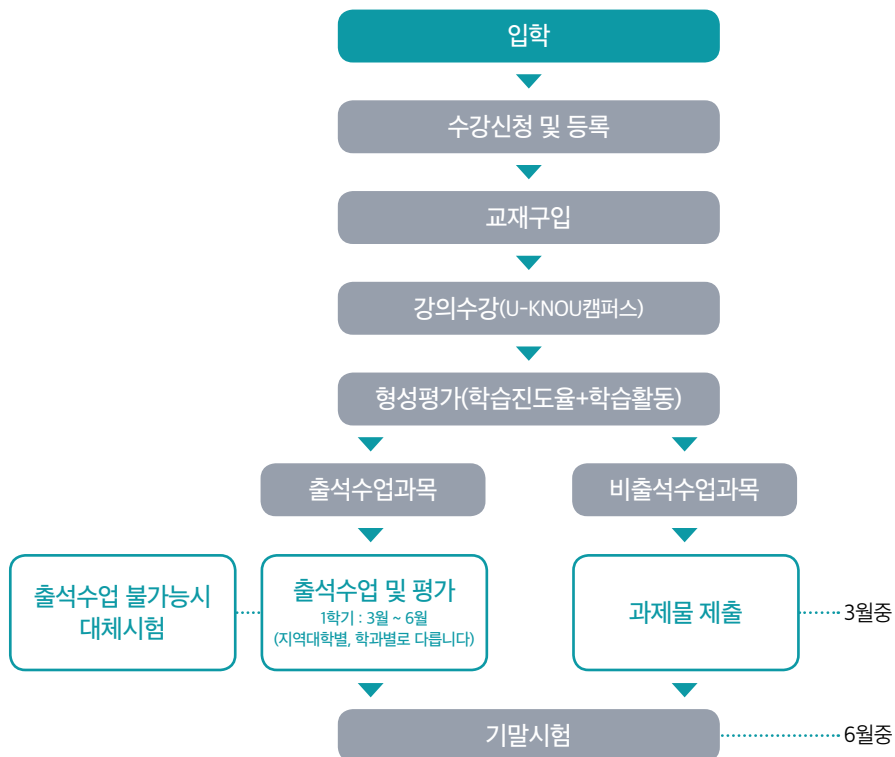 입학
수강신청 및 등록
교재구입
강의수강(U-KNOU캠퍼스)
형성평가(학습진도율+학습활동)
출석수업과목
비출석수업과목
출석수업 불가능시
대체시험
출석수업 및 평가
1학기 : 3월 ~ 6월
(지역대학별, 학과별로 다릅니다)
과제물 제출
3월중
기말시험
6월중